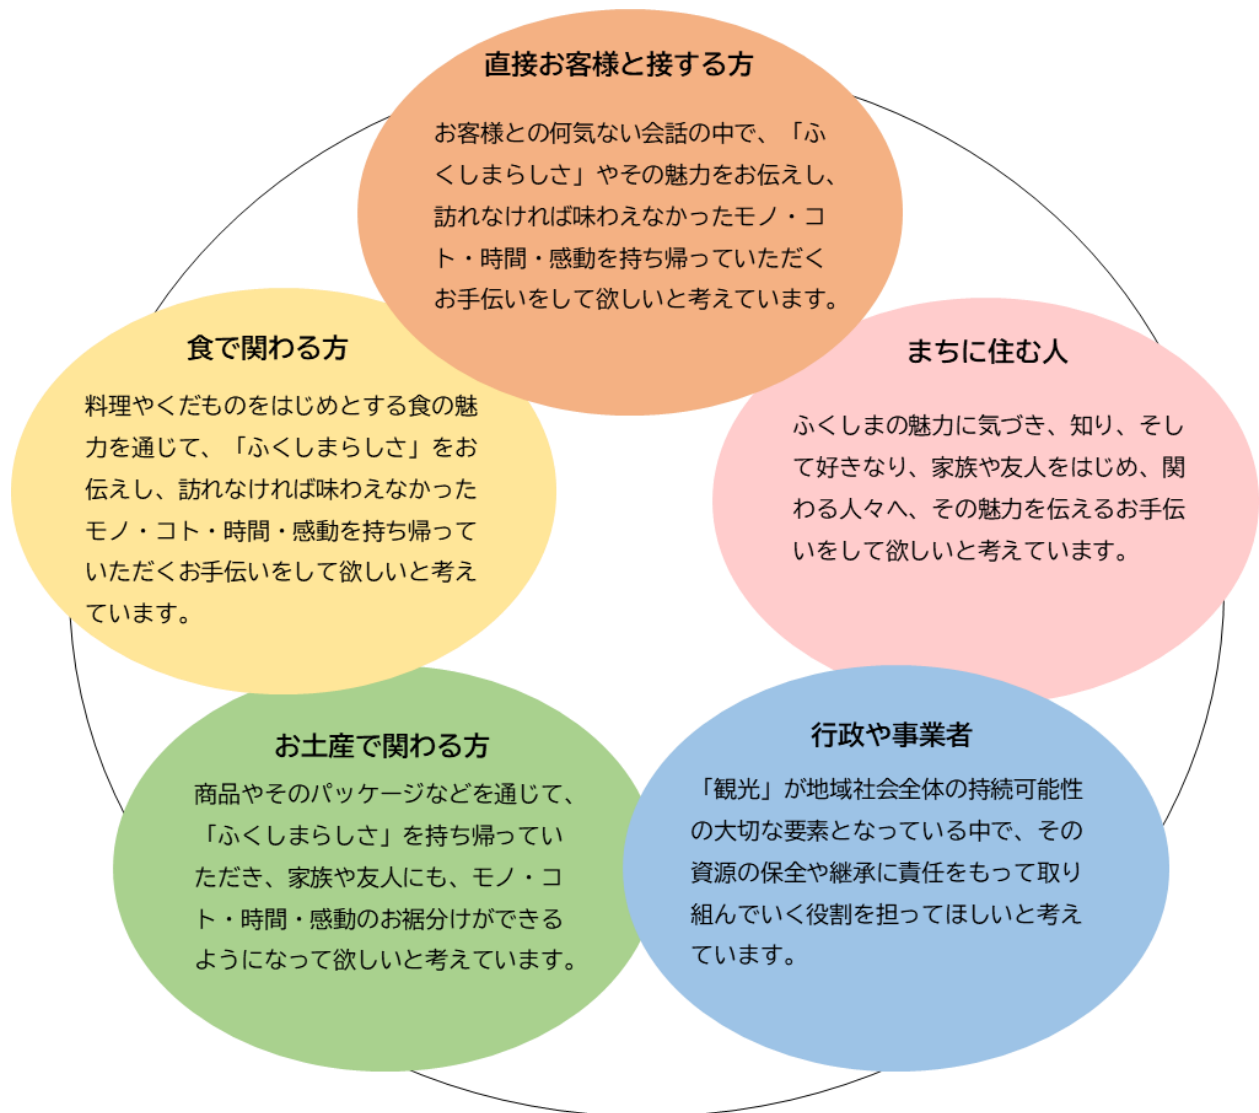 直接お客様と接する方
お客様との何気ない会話の中で、「ふ
くしまらしさ」やその魅力をお伝えし、
訪れなければ味わえなかったモノ・コ
ト・時間・感動を持ち帰っていただく
お手伝いをして欲しいと考えています。
食で関わる方
料理やくだものをはじめとする食の魅
力を通じて、「ふくしまらしさ」をお
伝えし、訪れなければ味わえなかった
モノ・コト・時間・感動を持ち帰って
いただくお手伝いをして欲しいと考え
ています。
まちに住む人
ふくしまの魅力に気づき、知り、そし
て好きなり、家族や友人をはじめ、関
わる人々へ、その魅力を伝えるお手伝
いをして欲しいと考えています。
お土産で関わる方
商品やそのパッケージなどを通じて、
「ふくしまらしさ」を持ち帰ってい
ただき、家族や友人にも、モノ・コ
ト・時間・感動のお裾分けができる
ようになって欲しいと考えています。
行政や事業者
「観光」が地域社会全体の持続可能性
の大切な要素となっている中で、その
資源の保全や継承に責任をもって取り
組んでいく役割を担ってほしいと考え
ています。